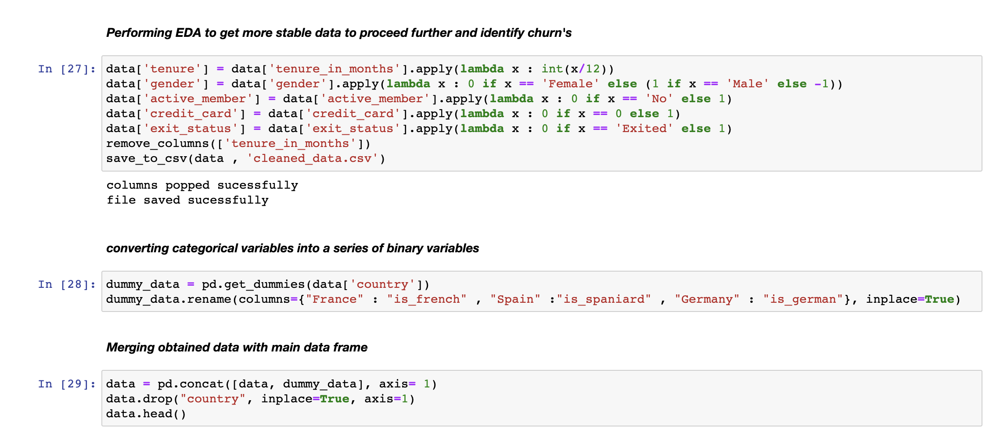 Performing EDA to get more stable data to proceed further and identify churn's
In [27]: data['tenure'] = data['tenure_in_months'].apply(lambda x : int(x/12))
data['gender'] = data['gender'].apply(lambda x : 0 if x == 'Female' else (1 if x == 'Male' else -1))
data['active_member'] = data['active_member'].apply(lambda x : 0 if x == 'No' else 1)
data['credit_card'] = data['credit_card'].apply(lambda x : 0 if x == 0 else 1)
data['exit_status'] = data['exit_status'].apply(lambda x : 0 if x == 'Exited' else 1)
remove_columns(['tenure_in_months'])
save_to_csv(data , 'cleaned_data.csv')
columns popped sucessfully
file saved sucessfully
converting categorical variables into a series of binary variables
In [28]: dummy_data = pd.get_dummies(data['country'])
dummy_data.rename(columns={"France" : "is_french" , "Spain" :"is_spaniard" , "Germany" : "is_german"}, inplace=True)
Merging obtained data with main data frame
In [29]: data = pd.concat([data, dummy_data], axis= 1)
data.drop("country", inplace=True, axis=1)
data.head()